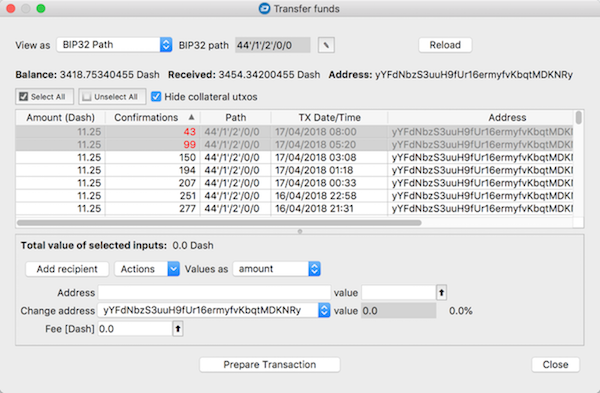 Transfer funds
View as BIP32 Path BIP32 path 44'/1'/2'/0/0 Reload
Balance: 3418.75340455 Dash Received: 3454.34200455 Dash Address: yYFdNbzS3uuH9fUr16ermyfvKbqtMDKNRy
Select All Unselect All Hide collateral utxos
Amount (Dash) Confirmations Path TX Date/Time Address
11.25 43 44'/1'/2'/0/0 17/04/2018 08:00 yYFdNbzS3uuH9fUr16ermyfvKbqtMDKN
11.25 99 44'/1'/2'/0/0 17/04/2018 05:20 yYFdNbzS3uuH9fUr16ermyfvKbqtMDKN
11.25 150 44'/1'/2'/0/0 17/04/2018 03:08 yYFdNbzS3uuH9fUr16ermyfvKbqtMDKN
11.25 194 44'/1'/2'/0/0 17/04/2018 01:18 yYFdNbzS3uuH9fUr16ermyfvKbqtMDKN
11.25 207 44'/1'/2'/0/0 17/04/2018 00:33 yYFdNbzS3uuH9fUr16ermyfvKbqtMDKN
11.25 251 44'/1'/2'/0/0 16/04/2018 22:58 yYFdNbzS3uuH9fUr16ermyfvKbqtMDKN
11.25 277 44'/1'/2'/0/0 16/04/2018 21:31 yYFdNbzS3uuH9fUr16ermyfvKbqtMDKN
Total value of selected inputs: 0.0 Dash
Add recipient Actions Values as amount
Address value
Change address yYFdNbzS3uuH9fUr16ermyfvKbqtMDKNRy value 0.0 0.0%
Fee [Dash] 0.0
Prepare Transaction Close